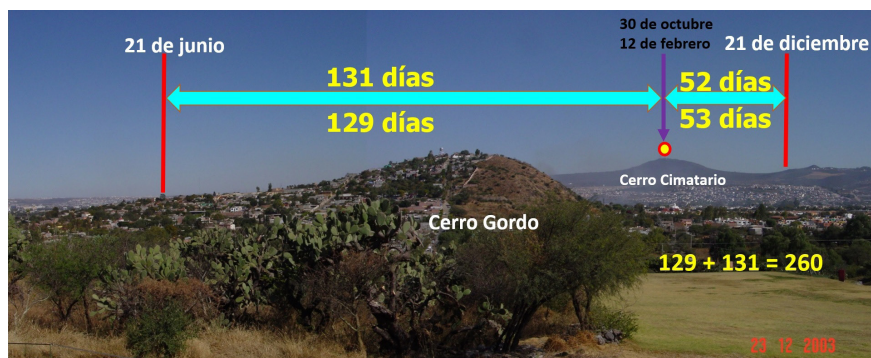 30 de octubre
12 de febrero
21 de junio
21 de diciembre
131 días
52 días
129 días
53 días
Cerro Cimatario
Cerro Gordo
129 + 131 = 260
23 12 2003